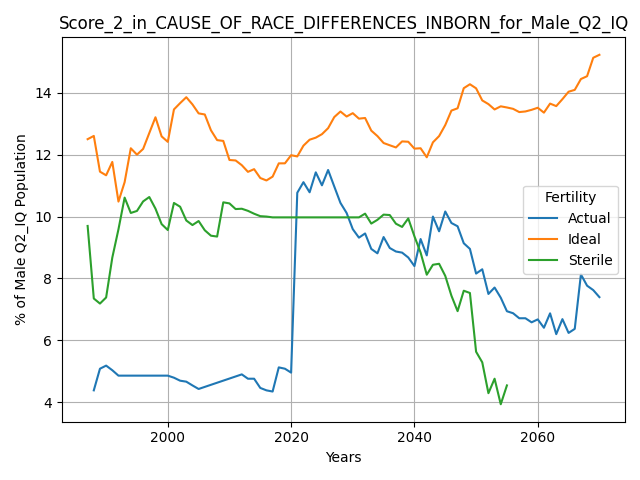 Score_2_in_CAUSE_OF_RACE_DIFFERENCES_INBORN_for_Male_Q2_IQ
% of Male Q2_IQ Population
14
12
10
8
6
4
Fertility
Actual
Ideal
Sterile
2000
2020
2040
2060
Years